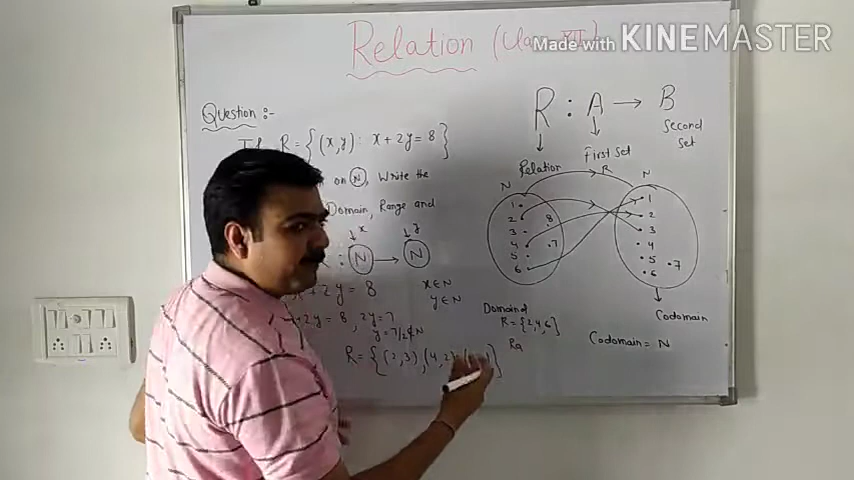 Relation (Class-XII)
Made with KINEMASTER
Question :-
If R = {(x,y): x+2y = 8}
on N, Write the
Domain, Range and
x y
: N → N
x+2y = 8
x ∈ N
y ∈ N
+2y = 8, 2y = 7
y = 7/2 ∉ N
R = {(2,3), (4,2)
R : A → B
Relation
First Set
Second
Set
R
N N
1 2 3 4 5 6 7 8
1 2 3 4 5 6 7
Codomain
Domain
R = {2,4,6}
Ra
Codomain = N